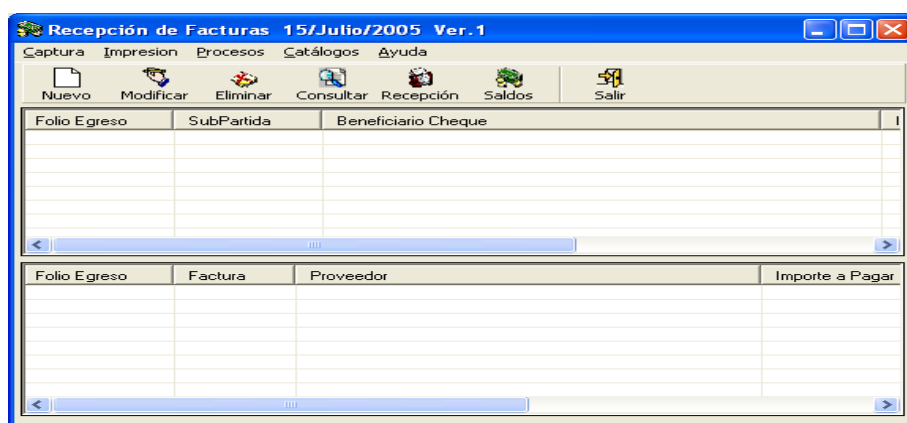 Recepción de Facturas 15/Julio/2005 Ver.1
Captura Impresion Procesos Catálogos Ayuda
Nuevo Modificar Eliminar Consultar Recepción Saldos Salir
Folio Egreso SubPartida Beneficiario Cheque
Folio Egreso Factura Proveedor Importe a Pagar